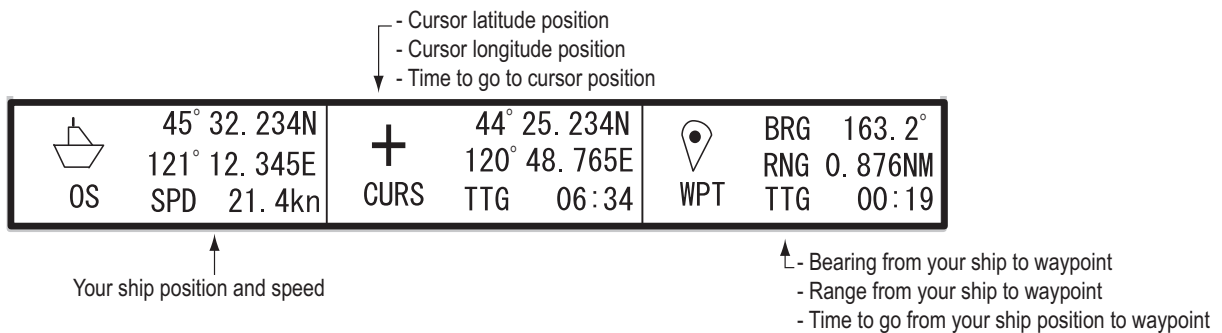 - Cursor latitude position
- Cursor longitude position
- Time to go to cursor position
OS
45° 32. 234N
121° 12. 345E
SPD 21. 4kn
CURS
44° 25. 234N
120° 48. 765E
TTG 06:34
WPT
BRG 163. 2°
RNG 0. 876NM
TTG 00:19
Your ship position and speed
- Bearing from your ship to waypoint
- Range from your ship to waypoint
- Time to go from your ship position to waypoint